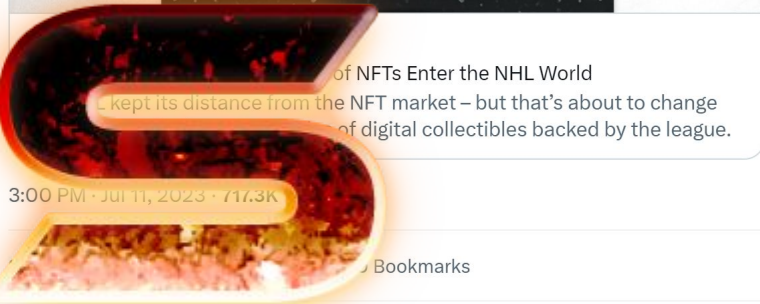 of NFTs Enter the NHL World
kept its distance from the NFT market – but that’s about to change
of digital collectibles backed by the league.
3:00 PM · Jul 11, 2023 · 717.3K
Bookmarks